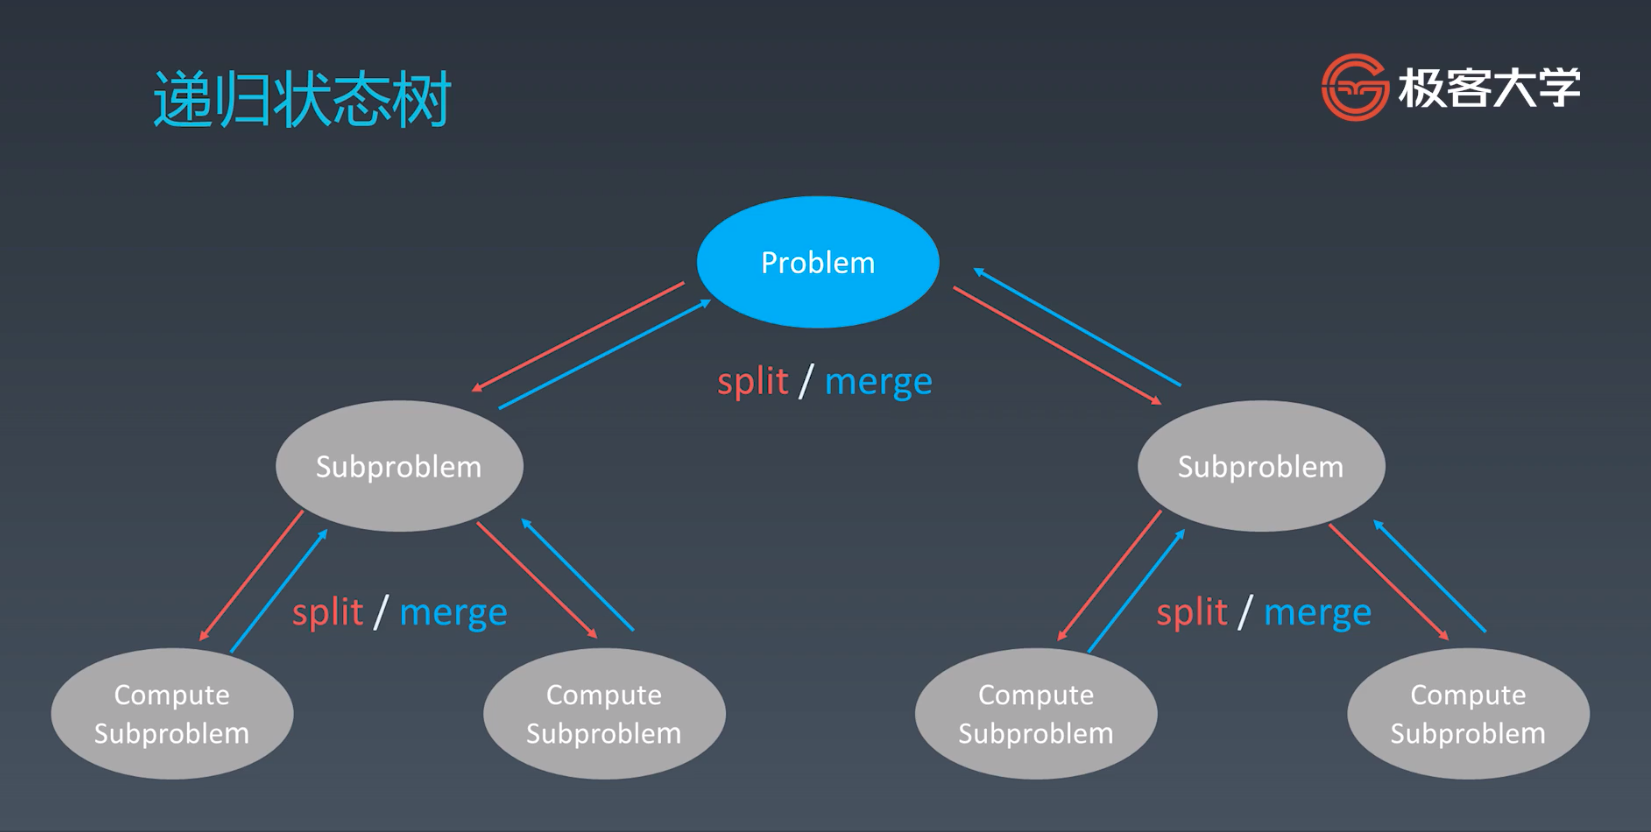 递归状态树
极客大学
Problem
split / merge
Subproblem
Subproblem
split / merge
split / merge
Compute
Subproblem
Compute
Subproblem
Compute
Subproblem
Compute
Subproblem